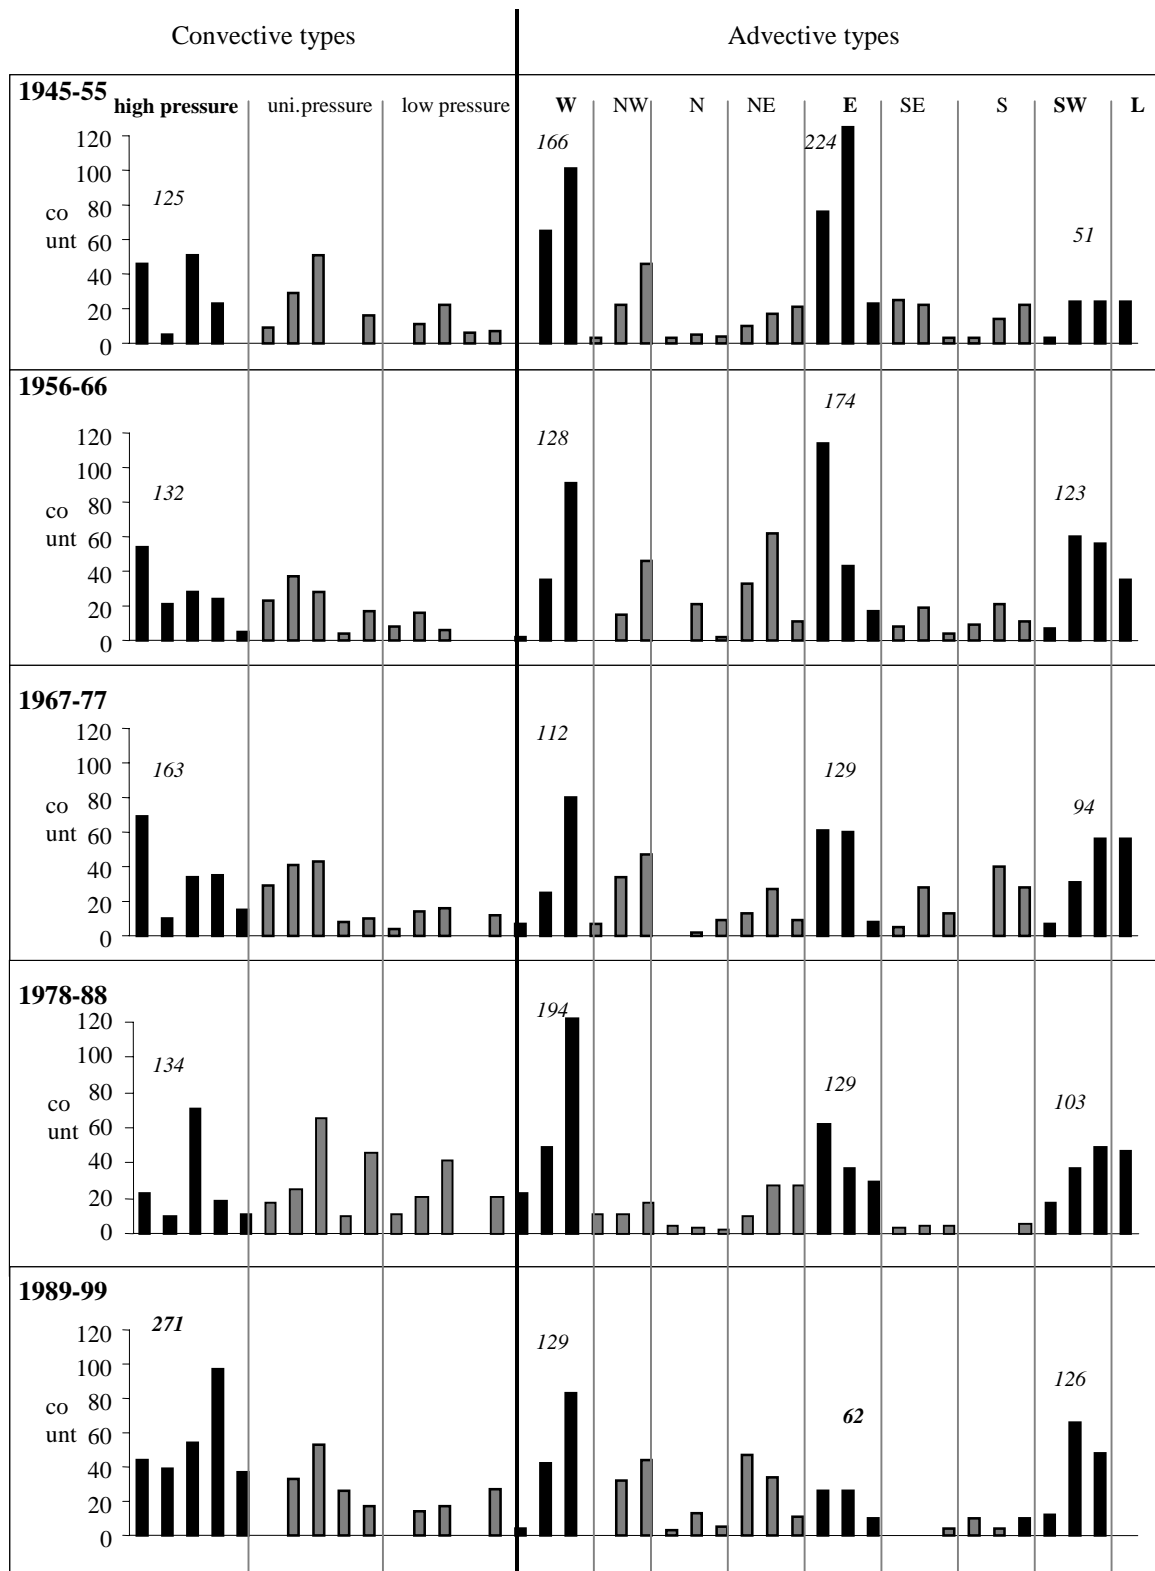 Convective types Advective types
1945-55
high pressure uni.pressure low pressure W NW N NE E SE S SW L
120
100
80
60
40
20
0
co
unt
125 166 224 51
1956-66
120
100
80
60
40
20
0
co
unt
132 128 174 123
1967-77
120
100
80
60
40
20
0
co
unt
163 112 129 94
1978-88
120
100
80
60
40
20
0
co
unt
134 194 129 103
1989-99
120
100
80
60
40
20
0
co
unt
271 129 62 126